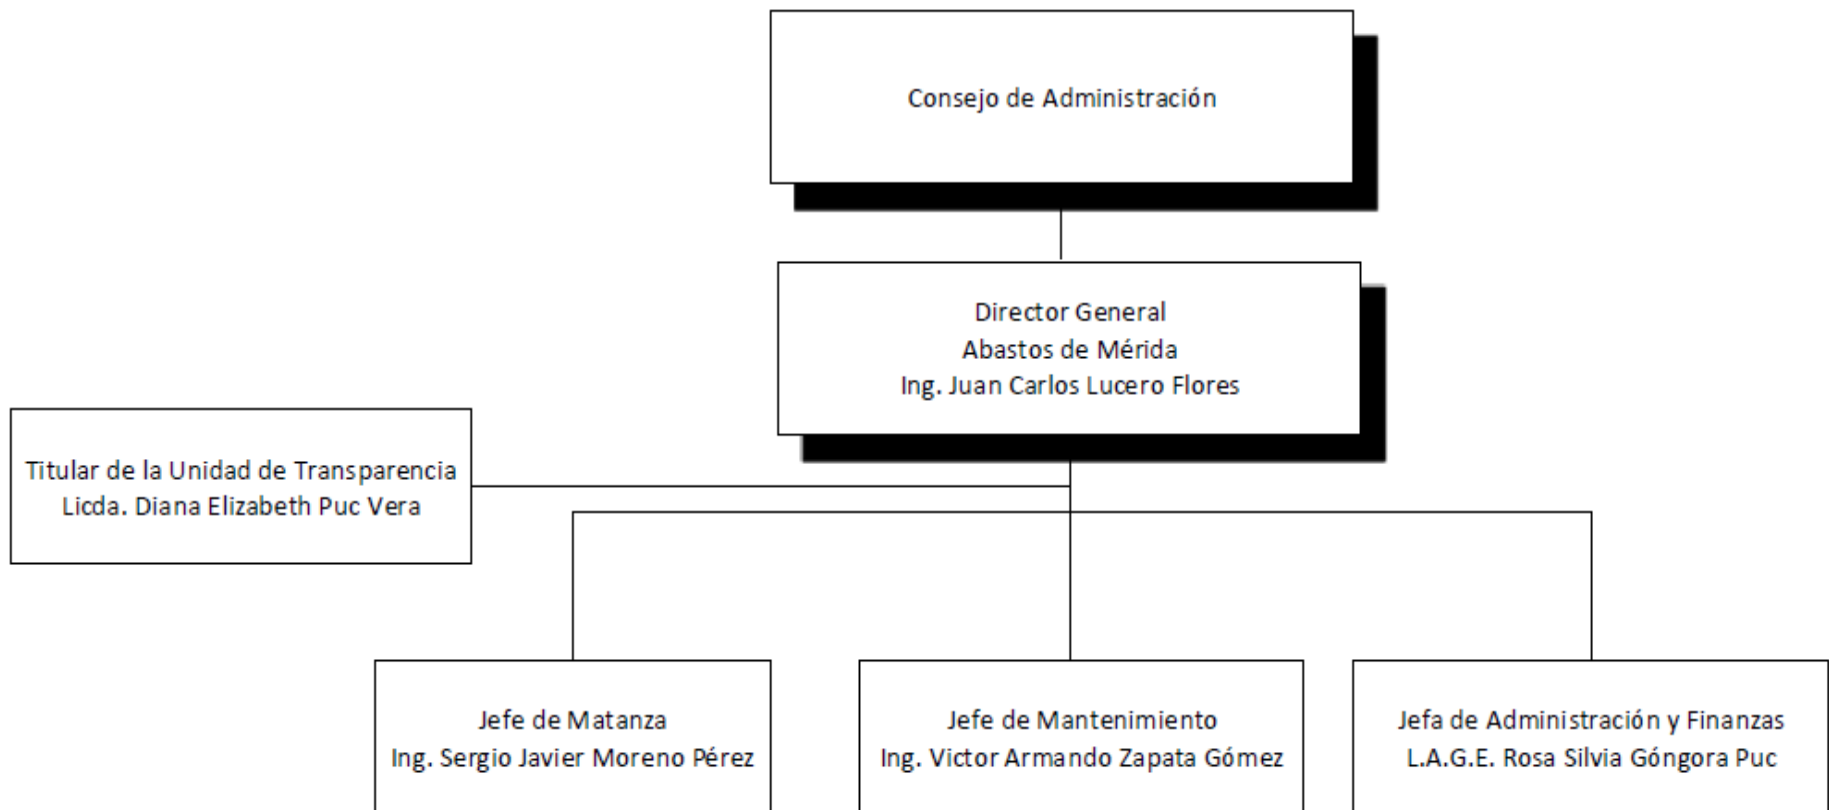 Consejo de Administración
Director General
Abastos de Mérida
Ing. Juan Carlos Lucero Flores
Titular de la Unidad de Transparencia
Licda. Diana Elizabeth Puc Vera
Jefe de Matanza
Ing. Sergio Javier Moreno Pérez
Jefe de Mantenimiento
Ing. Victor Armando Zapata Gómez
Jefa de Administración y Finanzas
L.A.G.E. Rosa Silvia Góngora Puc